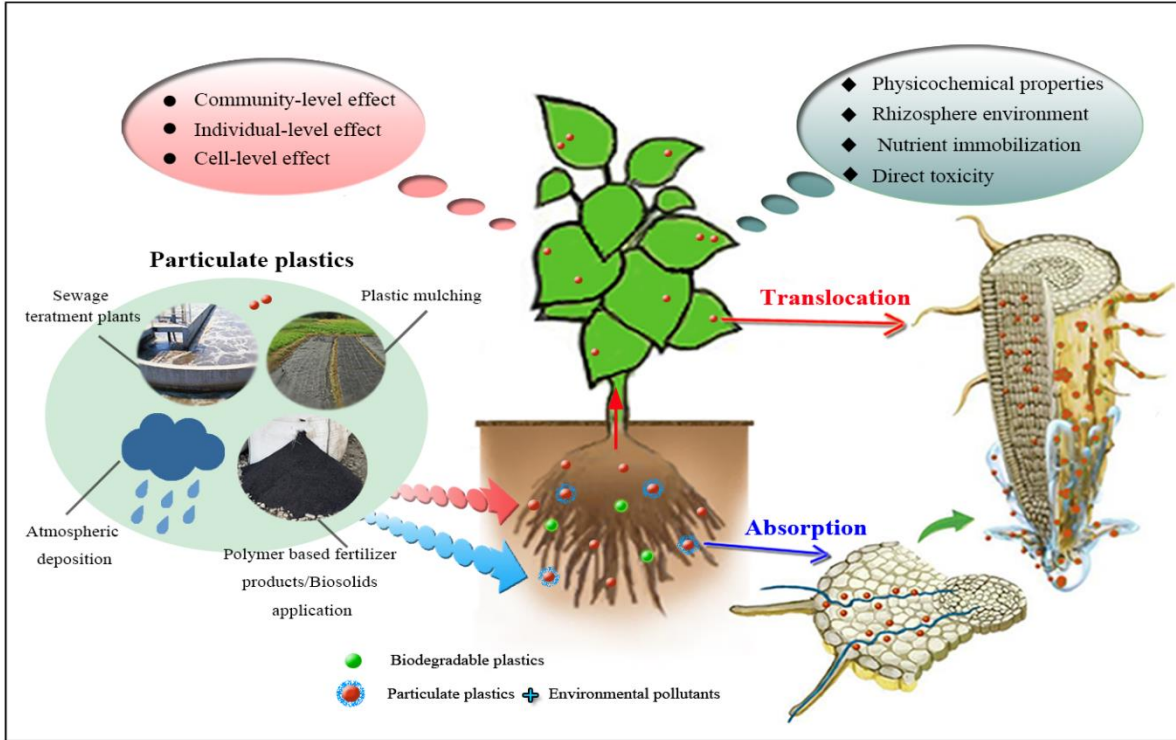 Community-level effect
Individual-level effect
Cell-level effect
Physicochemical properties
Rhizosphere environment
Nutrient immobilization
Direct toxicity
Particulate plastics
Sewage
teratment plants
Plastic mulching
Atmospheric
deposition
Polymer based fertilizer
products/Biosolids
application
Translocation
Absorption
Biodegradable plastics
Particulate plastics + Environmental pollutants